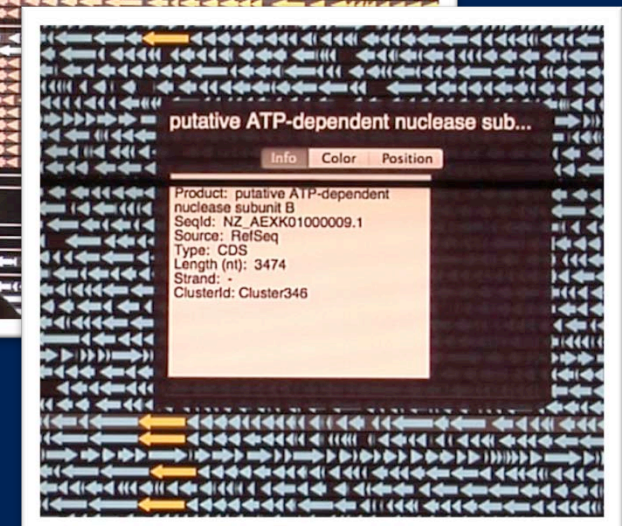 putative ATP-dependent nuclease sub...
Info Color Position
Product: putative ATP-dependent
nuclease subunit B
SeqId: NZ_AEXK01000009.1
Source: RefSeq
Type: CDS
Length (nt): 3474
Strand: -
ClusterId: Cluster346